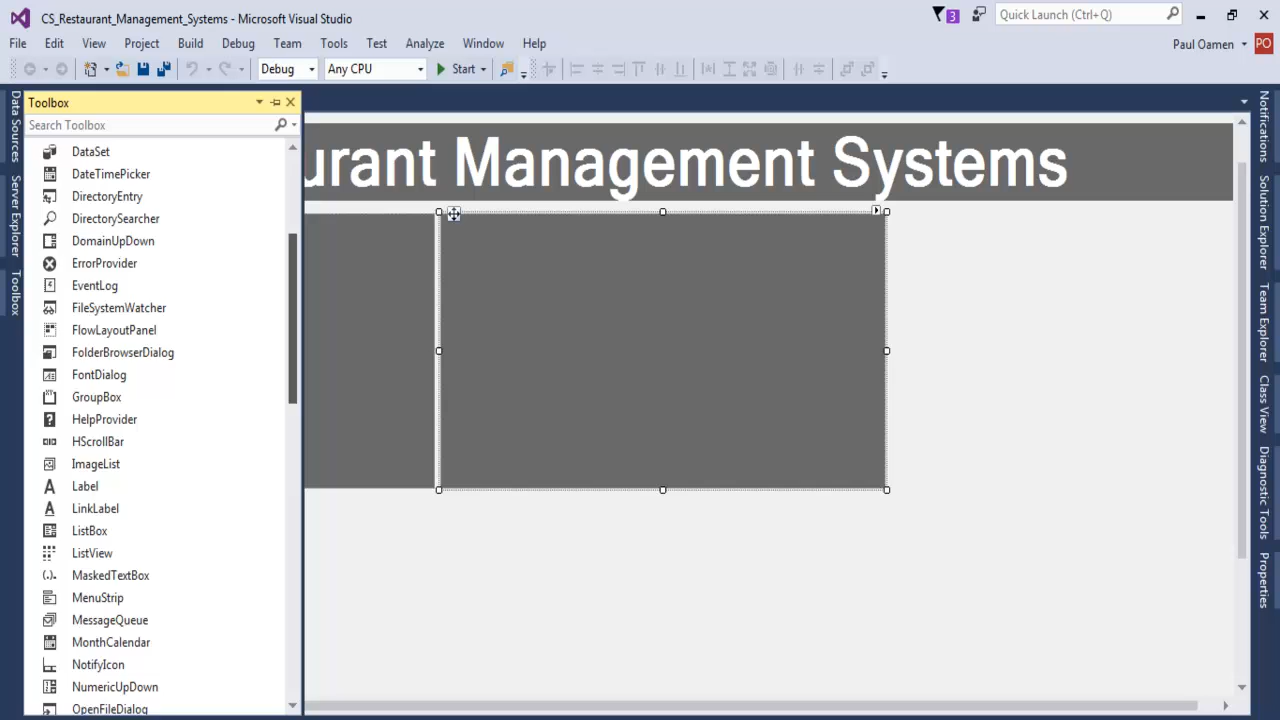 CS_Restaurant_Management_Systems - Microsoft Visual Studio
3
Quick Launch (Ctrl+Q)
File Edit View Project Build Debug Team Tools Test Analyze Window Help
Paul Oamen
PO
Debug
Any CPU
Start
Data Sources
Server Explorer
Toolbox
Toolbox
Search Toolbox
DataSet
DateTimePicker
DirectoryEntry
DirectorySearcher
DomainUpDown
ErrorProvider
EventLog
FileSystemWatcher
FlowLayoutPanel
FolderBrowserDialog
FontDialog
GroupBox
HelpProvider
HScrollBar
ImageList
Label
LinkLabel
ListBox
ListView
MaskedTextBox
MenuStrip
MessageQueue
MonthCalendar
NotifyIcon
NumericUpDown
OpenFileDialog
urant Management Systems
Notifications
Solution Explorer
Team Explorer
Class View
Diagnostic Tools
Properties